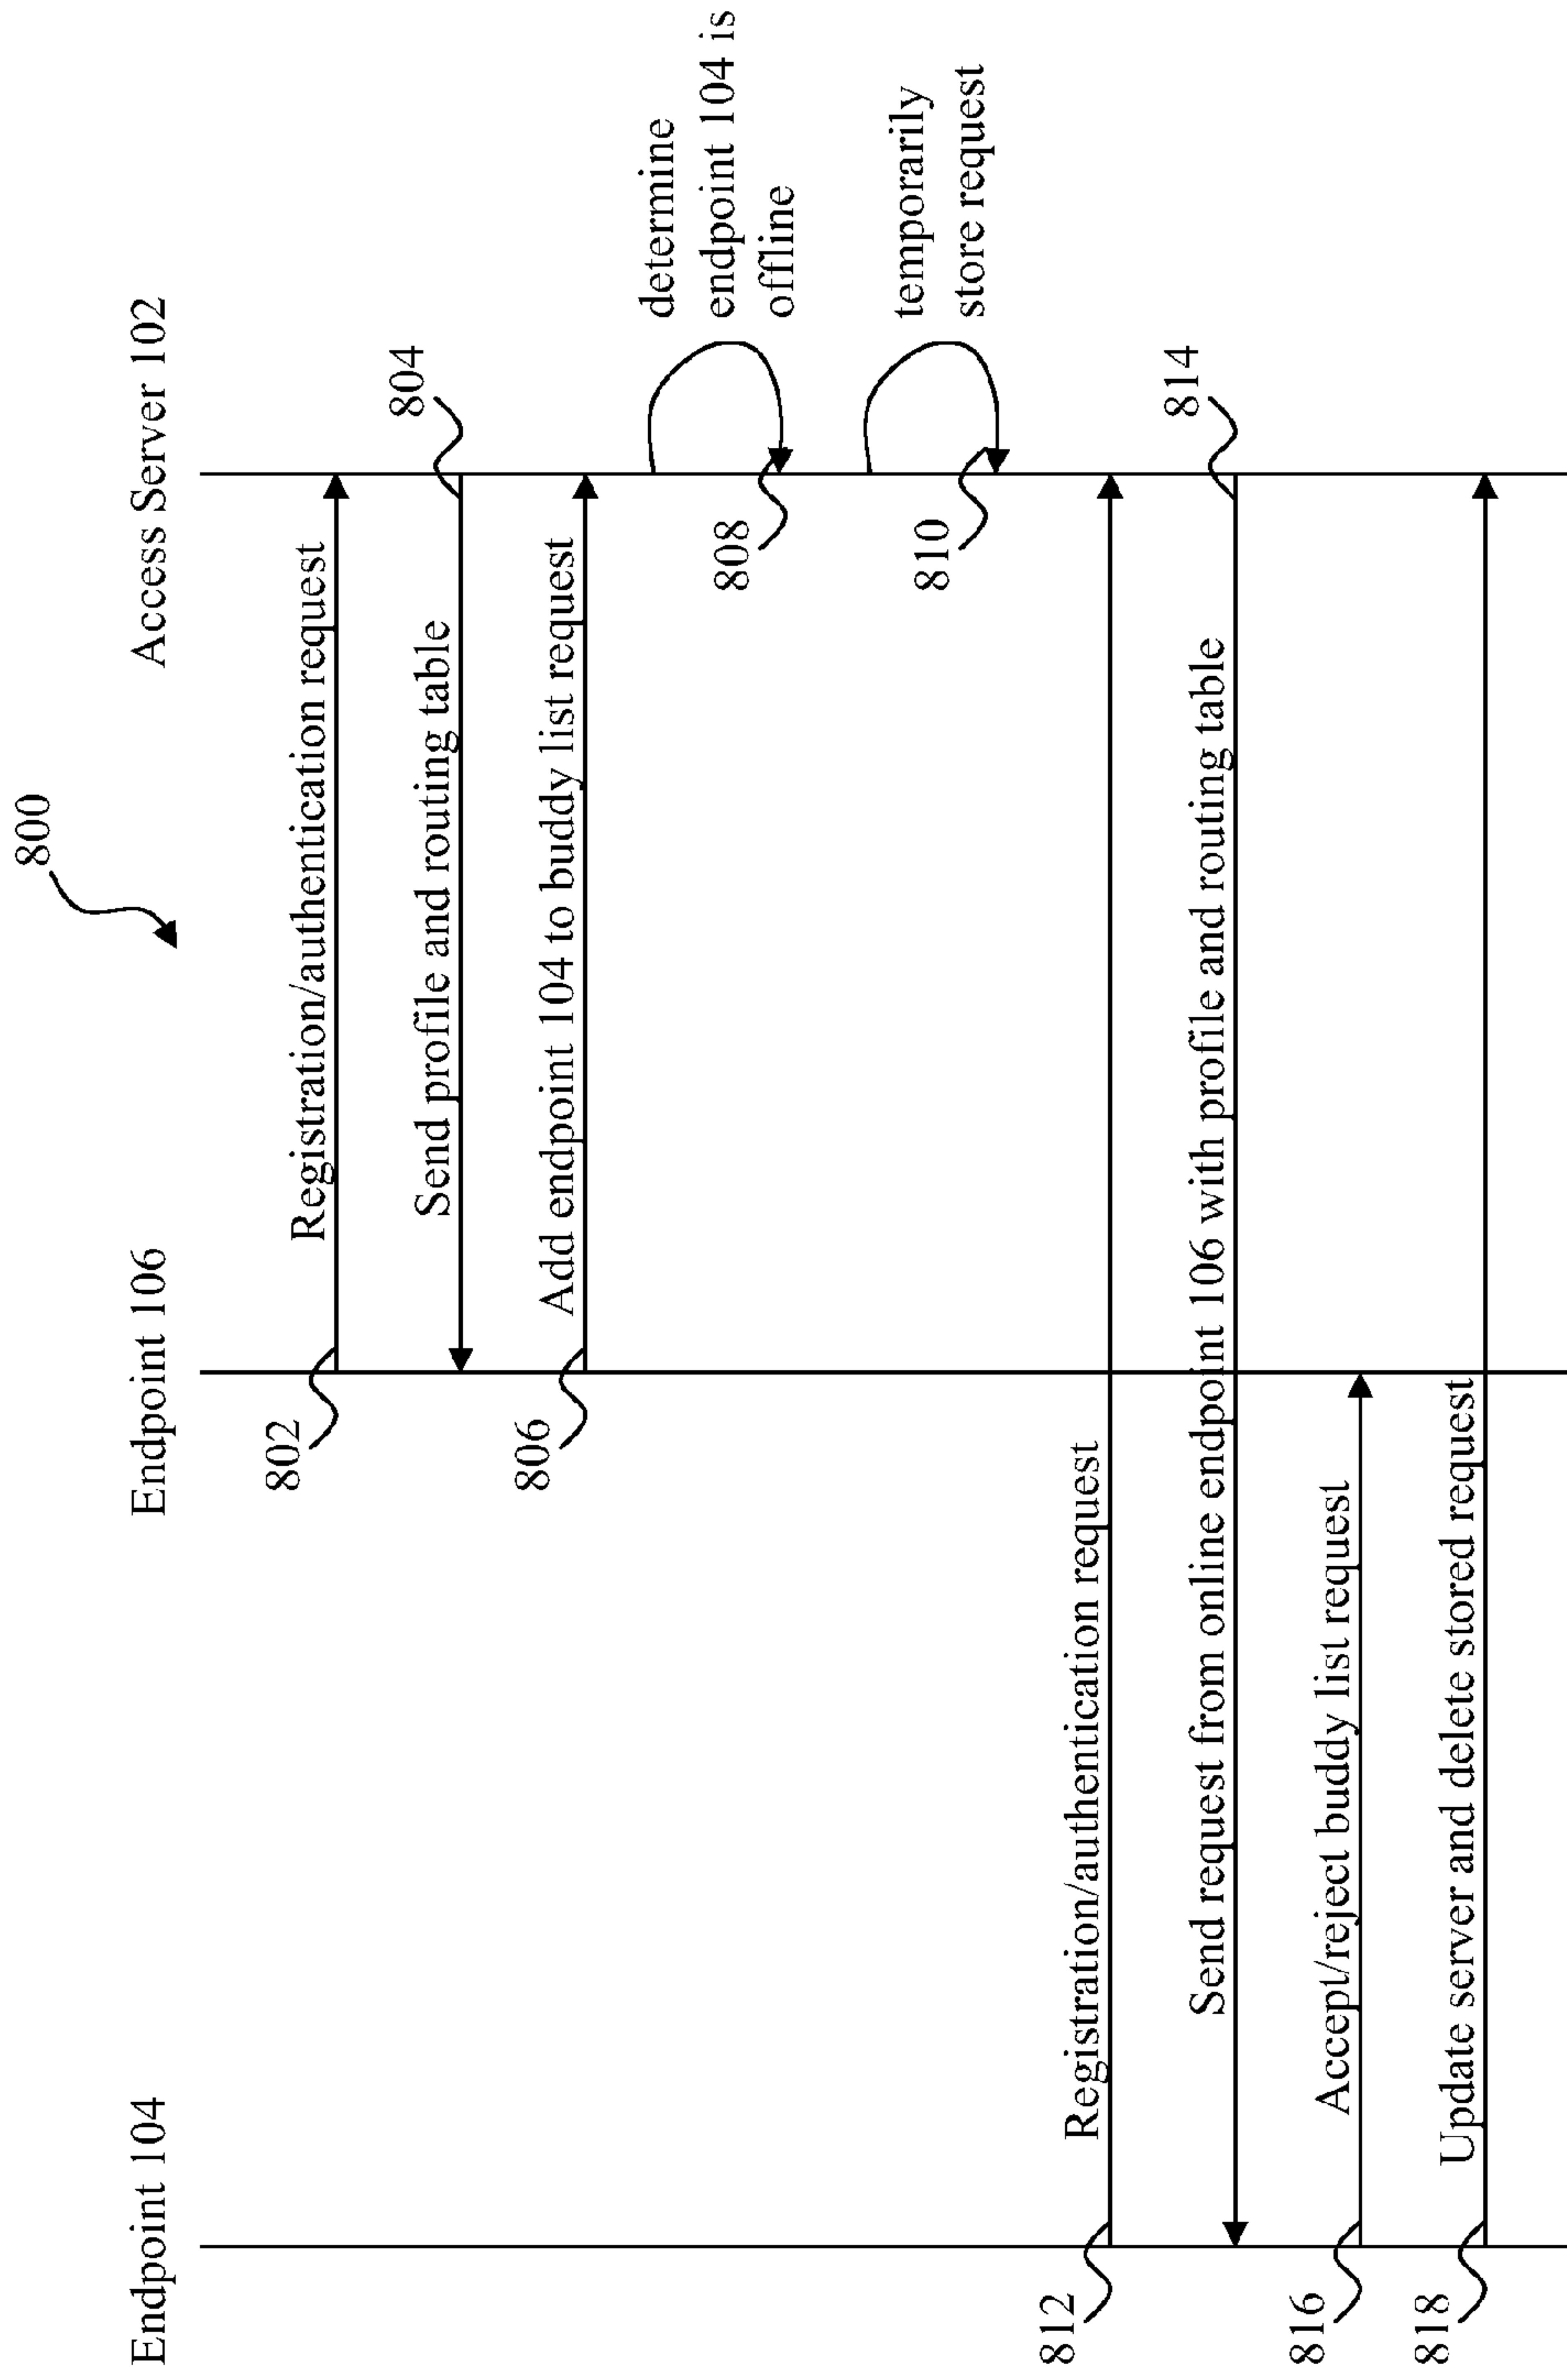 800
Endpoint 104
Endpoint 106
Access Server 102
802
Registration/authentication request
804
Send profile and routing table
806
Add endpoint 104 to buddy list request
determine
endpoint 104 is
offline
808
temporarily
store request
810
812
Registration/authentication request
814
Send request from online endpoint 106 with profile and routing table
816
Accept/reject buddy list request
818
Update server and delete stored request